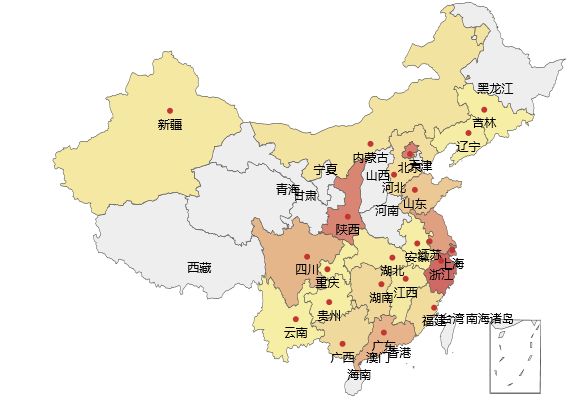 黑龙江
新疆
吉林
辽宁
内蒙古
北京
天津
宁夏
山西
河北
青海
甘肃
山东
河南
陕西
安徽
江苏
上海
西藏
四川
湖北
浙江
重庆
湖南
江西
贵州
云南
福建
台湾
南海诸岛
广东
广西
澳门
香港
海南